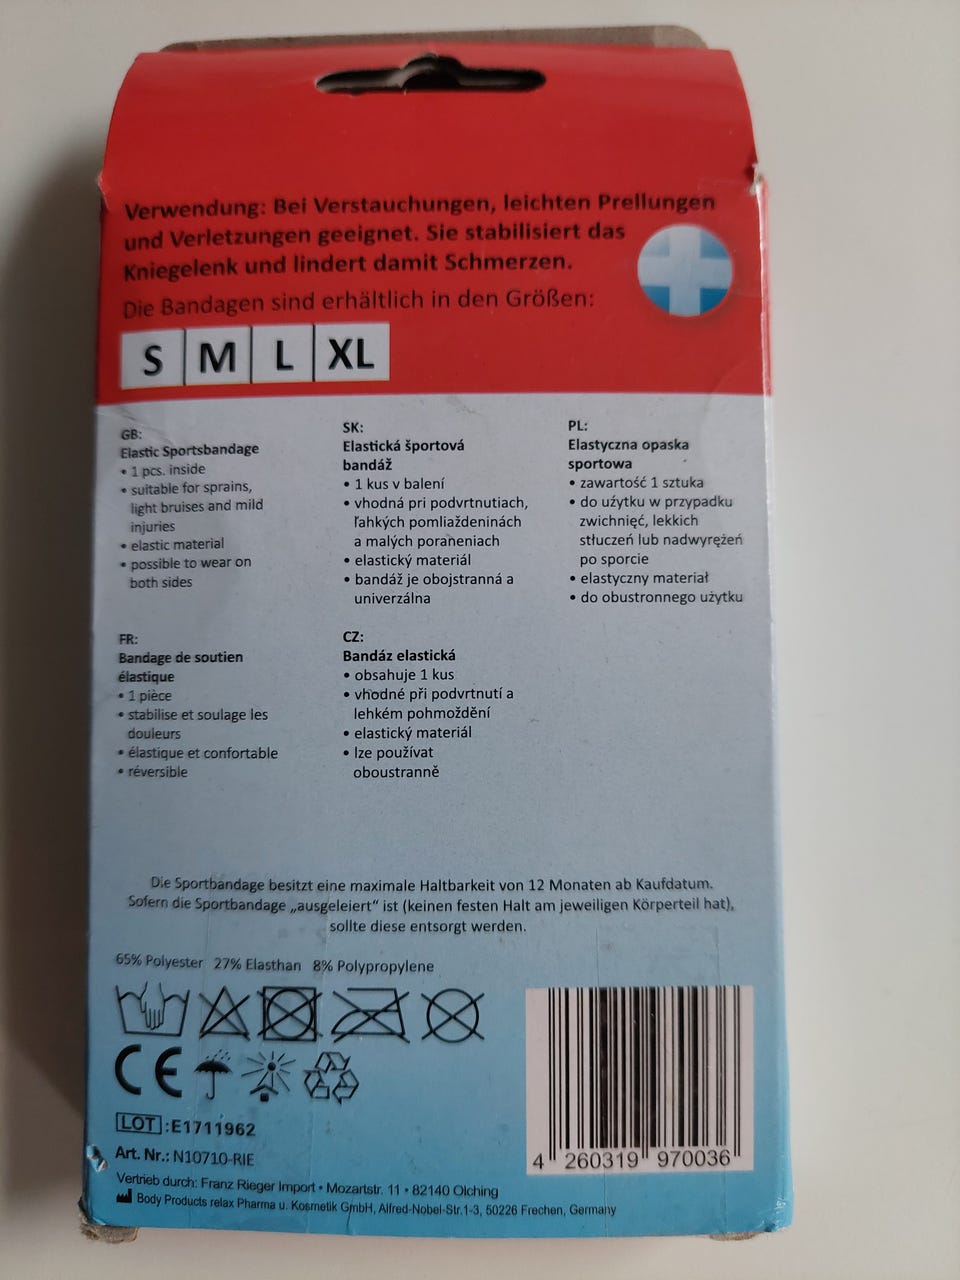 Verwendung: Bei Verstauchungen, leichten Prellungen
und Verletzungen geeignet. Sie stabilisiert das
Kniegelenk und lindert damit Schmerzen.
Die Bandagen sind erhältlich in den Größen:
S M L XL
GB:
Elastic Sportsbandage
• 1 pcs. inside
• suitable for sprains,
light bruises and mild
injuries
• elastic material
• possible to wear on
both sides
SK:
Elastická športová
bandáž
• 1 kus v balení
• vhodná pri podvrtnutiach,
ľahkých pomliaždeninách
a malých poraneniach
• elastický materiál
• bandáž je obojstranná a
univerzálna
PL:
Elastyczna opaska
sportowa
• zawartość 1 sztuka
• do użytku w przypadku
zwichnięć, lekkich
stłuczeń lub nadwyrężeń
po sporcie
• elastyczny materiał
• do obustronnego użytku
FR:
Bandage de soutien
élastique
• 1 pièce
• stabilise et soulage les
douleurs
• élastique et confortable
• réversible
CZ:
Bandáz elastická
• obsahuje 1 kus
• vhodné při podvrtnutí a
lehkém pohmoždění
• elastický materiál
• lze používat
oboustranně
Die Sportbandage besitzt eine maximale Haltbarkeit von 12 Monaten ab Kaufdatum.
Sofern die Sportbandage „ausgeleiert“ ist (keinen festen Halt am jeweiligen Körperteil hat),
sollte diese entsorgt werden.
65% Polyester 27% Elasthan 8% Polypropylene
CE
LOT:E1711962
Art. Nr.: N10710-RIE
4 260319 970036
Vertrieb durch: Franz Rieger Import • Mozartstr. 11 • 82140 Olching
Body Products relax Pharma u. Kosmetik GmbH, Alfred-Nobel-Str.1-3, 50226 Frechen, Germany